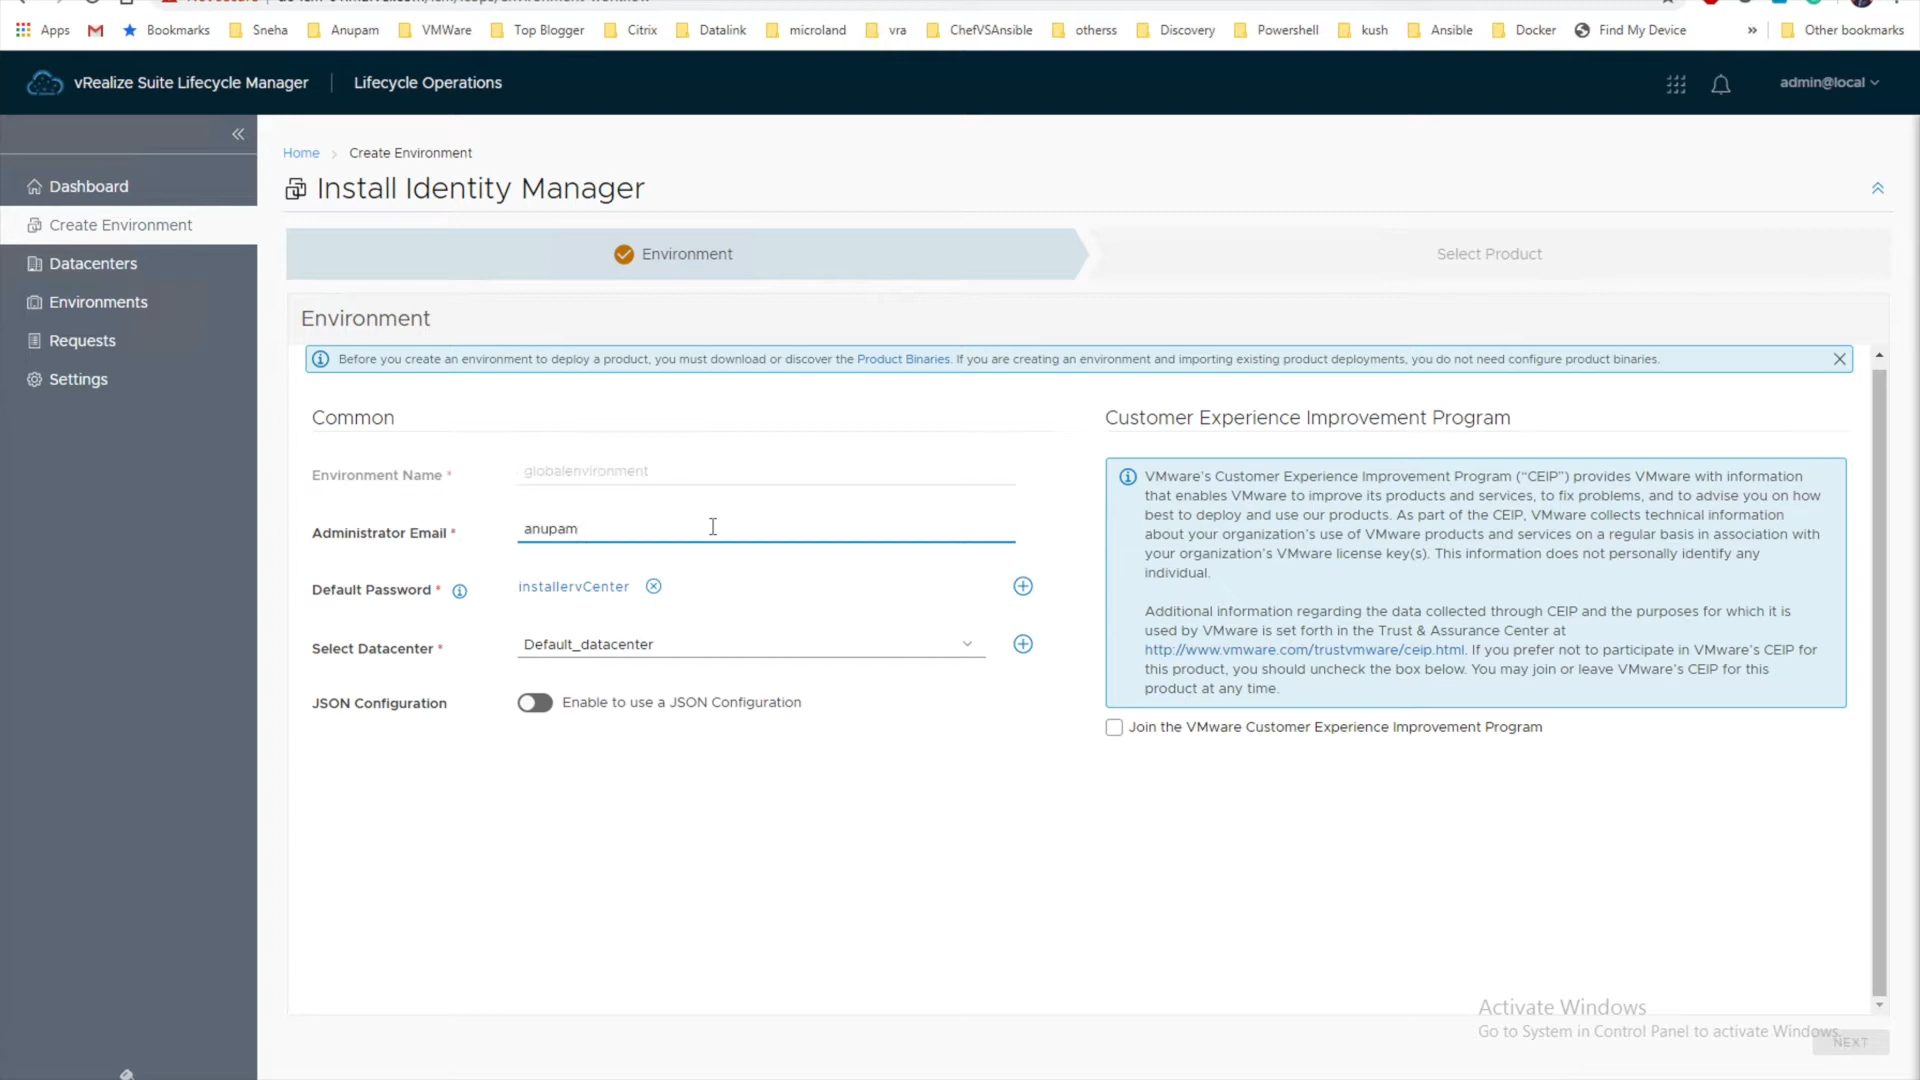 Apps
Bookmarks
Sneha
Anupam
VMWare
Top Blogger
Citrix
Datalink
microland
vra
ChefVSAnsible
otherss
Discovery
Powershell
kush
Ansible
Docker
Find My Device
»
Other bookmarks
vRealize Suite Lifecycle Manager
Lifecycle Operations
admin@local
Dashboard
Create Environment
Datacenters
Environments
Requests
Settings
Home > Create Environment
Install Identity Manager
Environment
Select Product
Environment
Before you create an environment to deploy a product, you must download or discover the Product Binaries. If you are creating an environment and importing existing product deployments, you do not need configure product binaries.
Common
Environment Name *
globalenvironment
Administrator Email *
anupam
Default Password *
installervCenter
Select Datacenter *
Default_datacenter
JSON Configuration
Enable to use a JSON Configuration
Customer Experience Improvement Program
VMware's Customer Experience Improvement Program (“CEIP”) provides VMware with information
that enables VMware to improve its products and services, to fix problems, and to advise you on how
best to deploy and use our products. As part of the CEIP, VMware collects technical information
about your organization's use of VMware products and services on a regular basis in association with
your organization's VMware license key(s). This information does not personally identify any
individual.
Additional information regarding the data collected through CEIP and the purposes for which it is
used by VMware is set forth in the Trust & Assurance Center at
http://www.vmware.com/trustvmware/ceip.html. If you prefer not to participate in VMware's CEIP for
this product, you should uncheck the box below. You may join or leave VMware's CEIP for this
product at any time.
Join the VMware Customer Experience Improvement Program
Activate Windows
Go to System in Control Panel to activate Windows.
NEXT